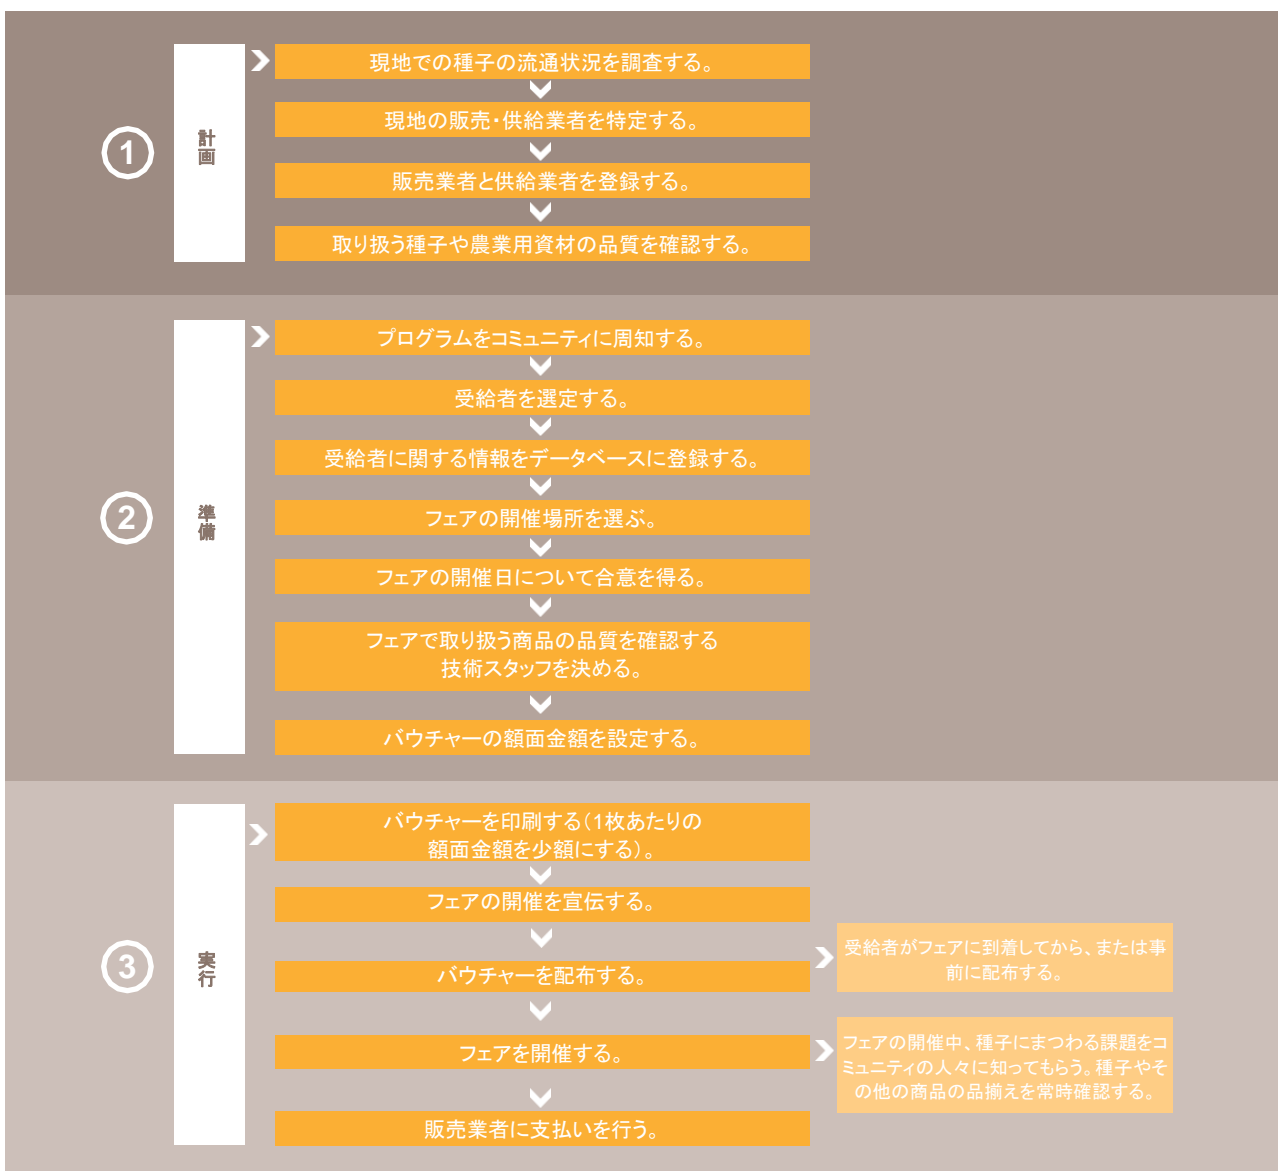 1
計画
現地での種子の流通状況を調査する。
現地の販売・供給業者を特定する。
販売業者と供給業者を登録する。
取り扱う種子や農業用資材の品質を確認する。
2
準備
プログラムをコミュニティに周知する。
受給者を選定する。
受給者に関する情報をデータベースに登録する。
フェアの開催場所を選ぶ。
フェアの開催日について合意を得る。
フェアで取り扱う商品の品質を確認する
技術スタッフを決める。
バウチャーの額面金額を設定する。
3
実行
バウチャーを印刷する（1枚あたりの
額面金額を少額にする）。
フェアの開催を宣伝する。
バウチャーを配布する。
受給者がフェアに到着してから、または事
前に配布する。
フェアを開催する。
フェアの開催中、種子にまつわる課題をコ
ミュニティの人々に知ってもらう。種子やそ
の他の商品の品揃えを常時確認する。
販売業者に支払いを行う。